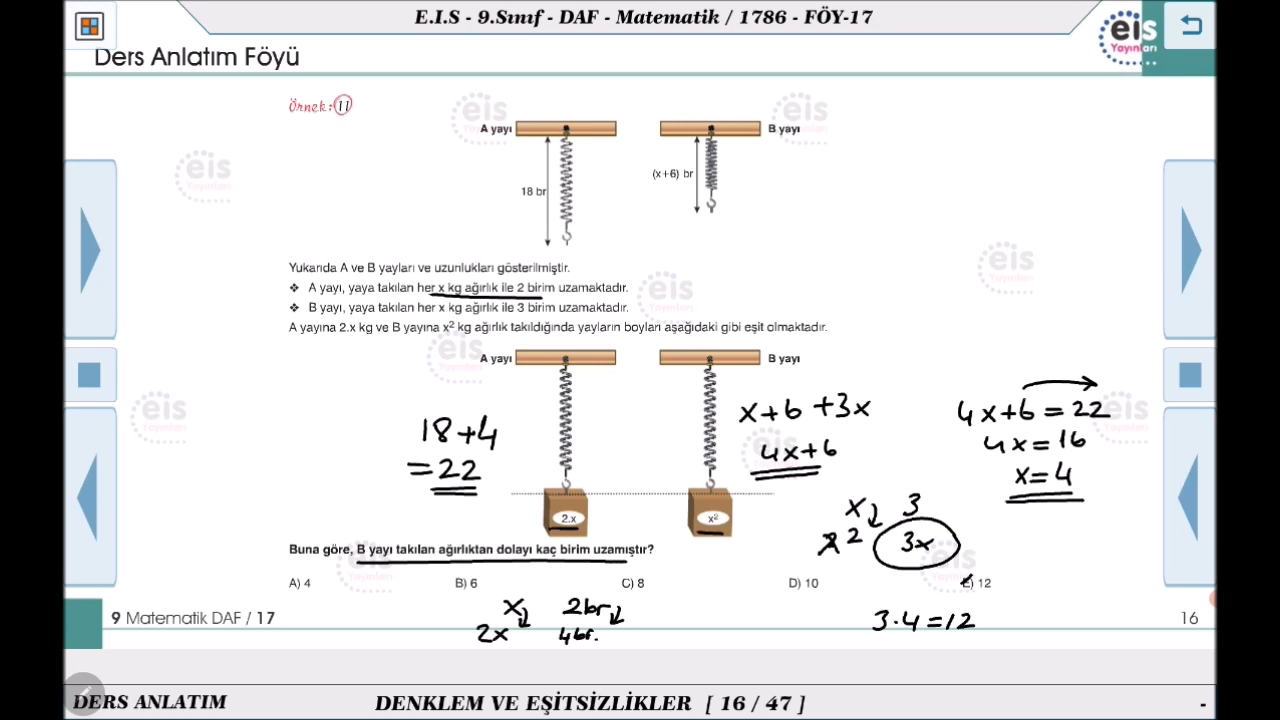 E.I.S - 9.Sınıf - DAF - Matematik / 1786 - FÖY-17
eis
Yayınları
Ders Anlatım Föyü
Örnek: 11
A yayı
B yayı
18 br
(x+6) br
Yukarıda A ve B yayları ve uzunlukları gösterilmiştir.
❖ A yayı, yaya takılan her x kg ağırlık ile 2 birim uzamaktadır.
❖ B yayı, yaya takılan her x kg ağırlık ile 3 birim uzamaktadır.
A yayına 2.x kg ve B yayına x² kg ağırlık takıldığında yayların boyları aşağıdaki gibi eşit olmaktadır.
A yayı
B yayı
18+4
=22
x+6+3x
4x+6
4x+6=22
4x=16
x=4
2.x
x²
x 3
x2 3x
Buna göre, B yayı takılan ağırlıktan dolayı kaç birim uzamıştır?
A) 4 B) 6 C) 8 D) 10 E) 12
x 2br
2x 4br.
3.4=12
9 Matematik DAF / 17
16
DERS ANLATIM
DENKLEM VE EŞİTSİZLİKLER [ 16 / 47 ]
-